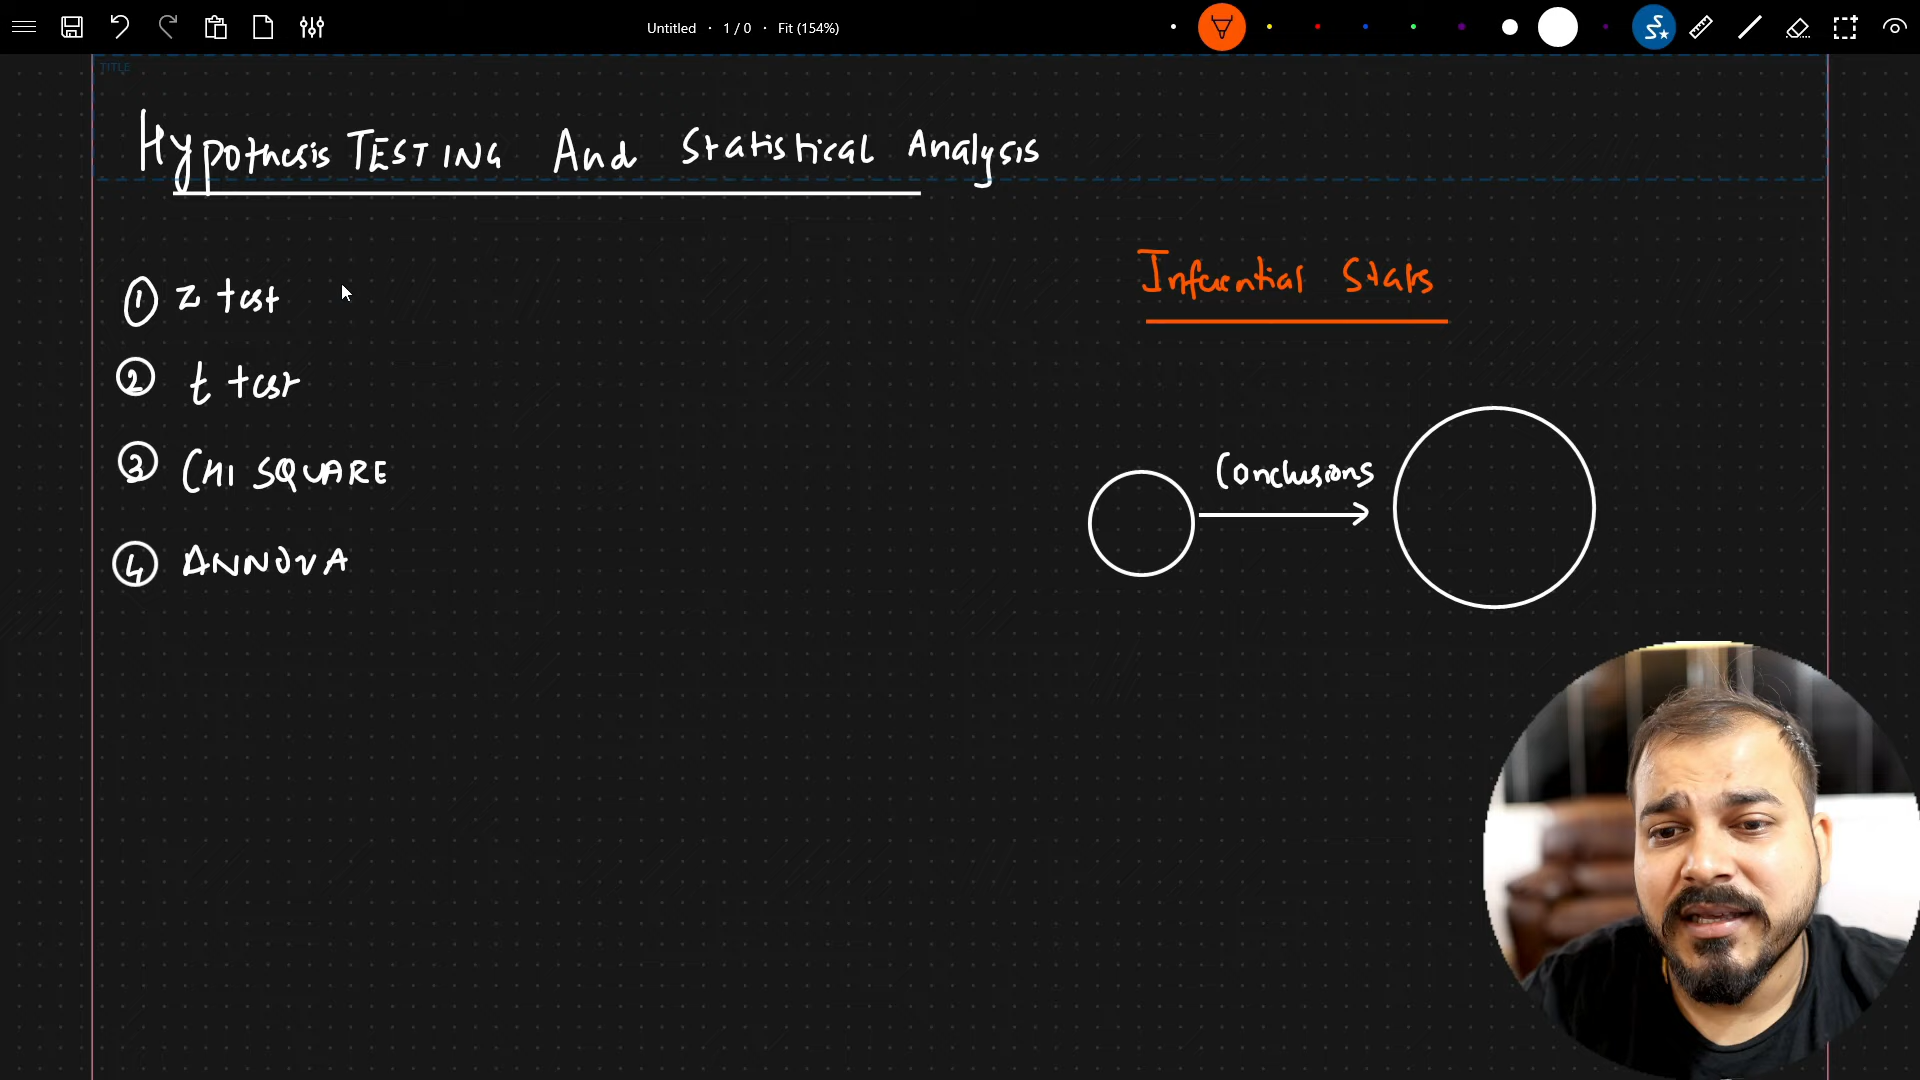 Untitled · 1 / 0 · Fit (154%)
TITLE
Hypothesis TESTING And Statistical Analysis
Inferential Stats
① Z test
② t test
③ CHI SQUARE
④ ANNOVA
Conclusions